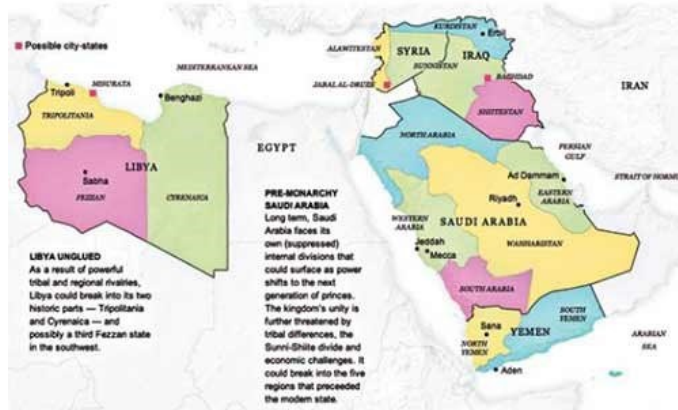 Possible city-states
KURDISTAN
Erbil
ALAWITESTAN
SYRIA
IRAQ
SUNNISTAN
MEDITERRANEAN SEA
JABAL AL-DRUZE
BAGHDAD
SHIITESTAN
IRAN
Tripoli
MISURATA
Benghazi
TRIPOLITANIA
LIBYA
EGYPT
NORTH ARABIA
PERSIAN
GULF
Sabha
FEZZAN
CYRENAICA
Ad Dammam
EASTERN
ARABIA
Riyadh
WESTERN
ARABIA
SAUDI ARABIA
WAHHABISTAN
Jeddah
Mecca
SOUTH ARABIA
Sana
NORTH
YEMEN
YEMEN
SOUTH
YEMEN
Aden
ARABIAN
SEA
LIBYA UNGLUED
As a result of powerful
tribal and regional rivalries,
Libya could break into its two
historic parts — Tripolitania
and Cyrenaica — and
possibly a third Fezzan state
in the southwest.
PRE-MONARCHY
SAUDI ARABIA
Long term, Saudi
Arabia faces its
own (suppressed)
internal divisions that
could surface as power
shifts to the next
generation of princes.
The kingdom's unity is
further threatened by
tribal differences, the
Sunni-Shiite divide and
economic challenges. It
could break into the five
regions that preceeded
the modern state.
STRAIT OF